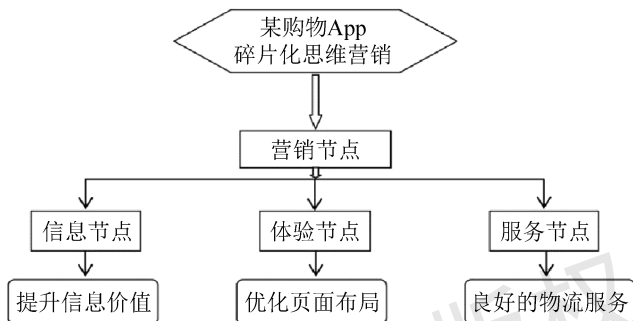 某购物App
碎片化思维营销
营销节点
信息节点
体验节点
服务节点
提升信息价值
优化页面布局
良好的物流服务
版权